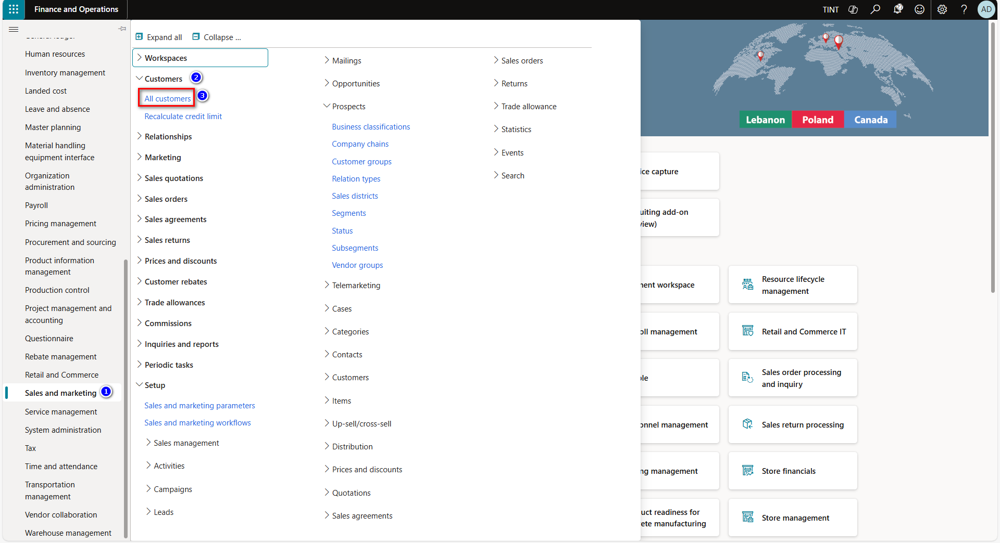 Finance and Operations
TINT
27
AD
General ledger
Human resources
Inventory management
Landed cost
Leave and absence
Master planning
Material handling
equipment interface
Organization
administration
Payroll
Pricing management
Procurement and sourcing
Product information
management
Production control
Project management and
accounting
Questionnaire
Rebate management
Retail and Commerce
Sales and marketing 1
Service management
System administration
Tax
Time and attendance
Transportation
management
Vendor collaboration
Warehouse management
Expand all
Collapse ...
Workspaces
Customers 2
All customers 3
Recalculate credit limit
Relationships
Marketing
Sales quotations
Sales orders
Sales agreements
Sales returns
Prices and discounts
Customer rebates
Trade allowances
Commissions
Inquiries and reports
Periodic tasks
Setup
Sales and marketing parameters
Sales and marketing workflows
Sales management
Activities
Campaigns
Leads
Mailings
Opportunities
Prospects
Business classifications
Company chains
Customer groups
Relation types
Sales districts
Segments
Status
Subsegments
Vendor groups
Telemarketing
Cases
Categories
Contacts
Customers
Items
Up-sell/cross-sell
Distribution
Prices and discounts
Quotations
Sales agreements
Sales orders
Returns
Trade allowance
Statistics
Events
Search
Lebanon
Poland
Canada
ice capture
uiting add-on
view)
nent workspace
oll management
le
onnel management
ng management
uct readiness for
ete manufacturing
Resource lifecycle
management
Retail and Commerce IT
Sales order processing
and inquiry
Sales return processing
Store financials
Store management